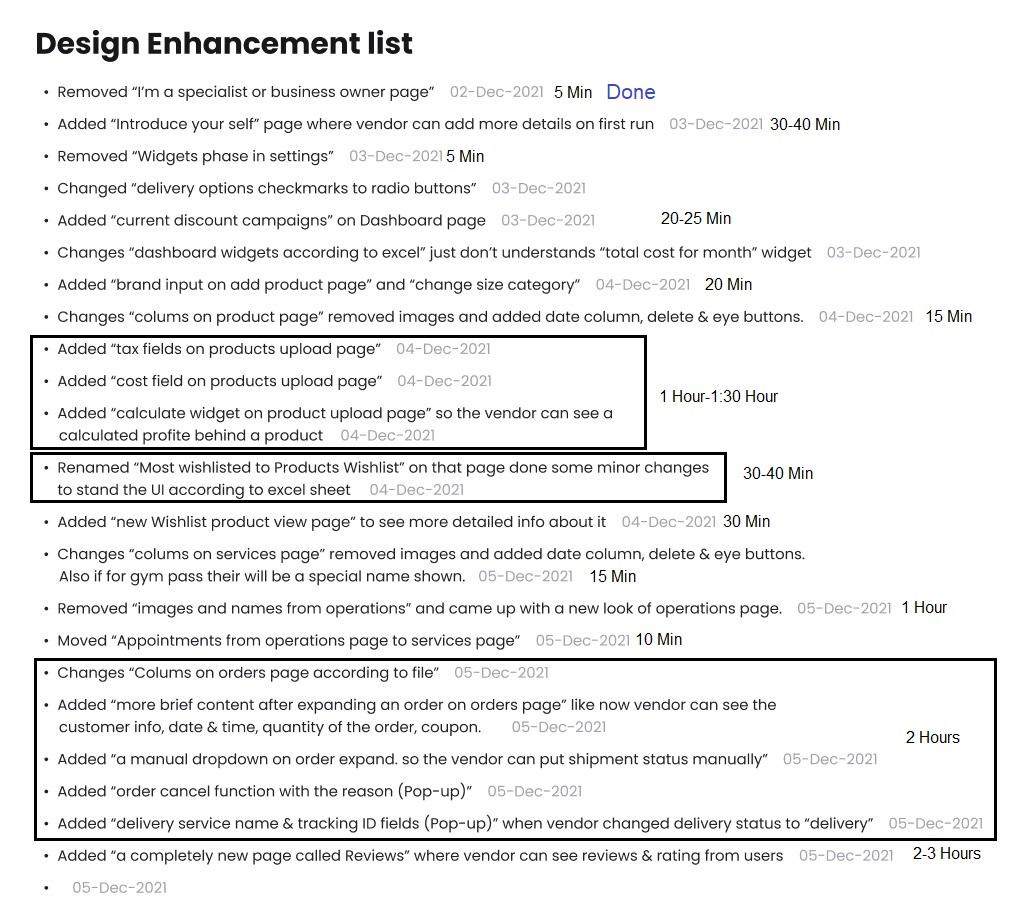 Design Enhancement list
• Removed “I’m a specialist or business owner page” 02-Dec-2021 5 Min Done
• Added “Introduce your self” page where vendor can add more details on first run 03-Dec-2021 30-40 Min
• Removed “Widgets phase in settings” 03-Dec-2021 5 Min
• Changed “delivery options checkmarks to radio buttons” 03-Dec-2021
• Added “current discount campaigns” on Dashboard page 03-Dec-2021 20-25 Min
• Changes “dashboard widgets according to excel” just don’t understands “total cost for month” widget 03-Dec-2021
• Added “brand input on add product page” and “change size category” 04-Dec-2021 20 Min
• Changes “colums on product page” removed images and added date column, delete & eye buttons. 04-Dec-2021 15 Min
• Added “tax fields on products upload page” 04-Dec-2021
• Added “cost field on products upload page” 04-Dec-2021
1 Hour-1:30 Hour
• Added “calculate widget on product upload page” so the vendor can see a
calculated profite behind a product 04-Dec-2021
• Renamed “Most wishlisted to Products Wishlist” on that page done some minor changes
30-40 Min
to stand the UI according to excel sheet 04-Dec-2021
• Added “new Wishlist product view page” to see more detailed info about it 04-Dec-2021 30 Min
• Changes “colums on services page” removed images and added date column, delete & eye buttons.
Also if for gym pass their will be a special name shown. 05-Dec-2021 15 Min
• Removed “images and names from operations” and came up with a new look of operations page. 05-Dec-2021 1 Hour
• Moved “Appointments from operations page to services page” 05-Dec-2021 10 Min
• Changes “Colums on orders page according to file” 05-Dec-2021
• Added “more brief content after expanding an order on orders page” like now vendor can see the
customer info, date & time, quantity of the order, coupon. 05-Dec-2021
2 Hours
• Added “a manual dropdown on order expand. so the vendor can put shipment status manually” 05-Dec-2021
• Added “order cancel function with the reason (Pop-up)” 05-Dec-2021
• Added “delivery service name & tracking ID fields (Pop-up)” when vendor changed delivery status to “delivery” 05-Dec-2021
• Added “a completely new page called Reviews” where vendor can see reviews & rating from users 05-Dec-2021 2-3 Hours
• 05-Dec-2021